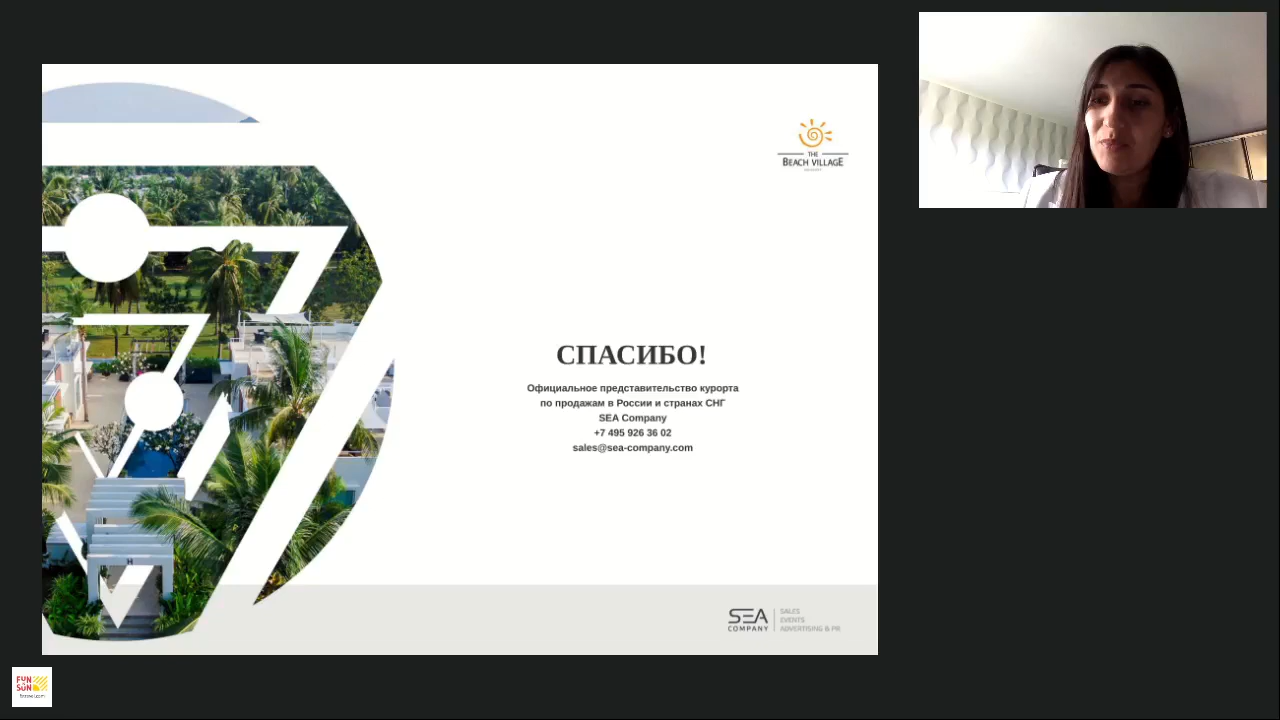 THE
BEACH VILLAGE
СПАСИБО!
Официальное представительство курорта
по продажам в России и странах СНГ
SEA Company
+7 495 926 36 02
sales@sea-company.com
H
SEA
COMPANY
SALES
EVENTS
ADVERTISING & PR
FUN
&SUN